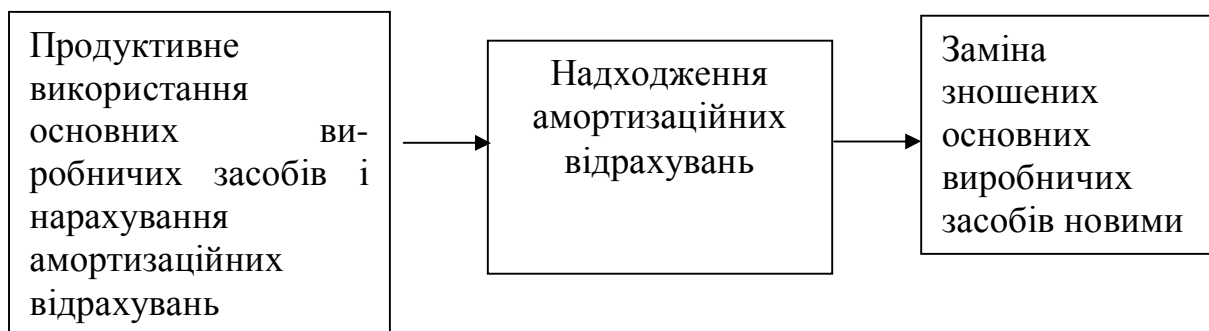 Продуктивне
використання
основних ви-
робничих засобів і
нарахування
амортизаційних
відрахувань
Надходження
амортизаційних
відрахувань
Заміна
зношених
основних
виробничих
засобів новими